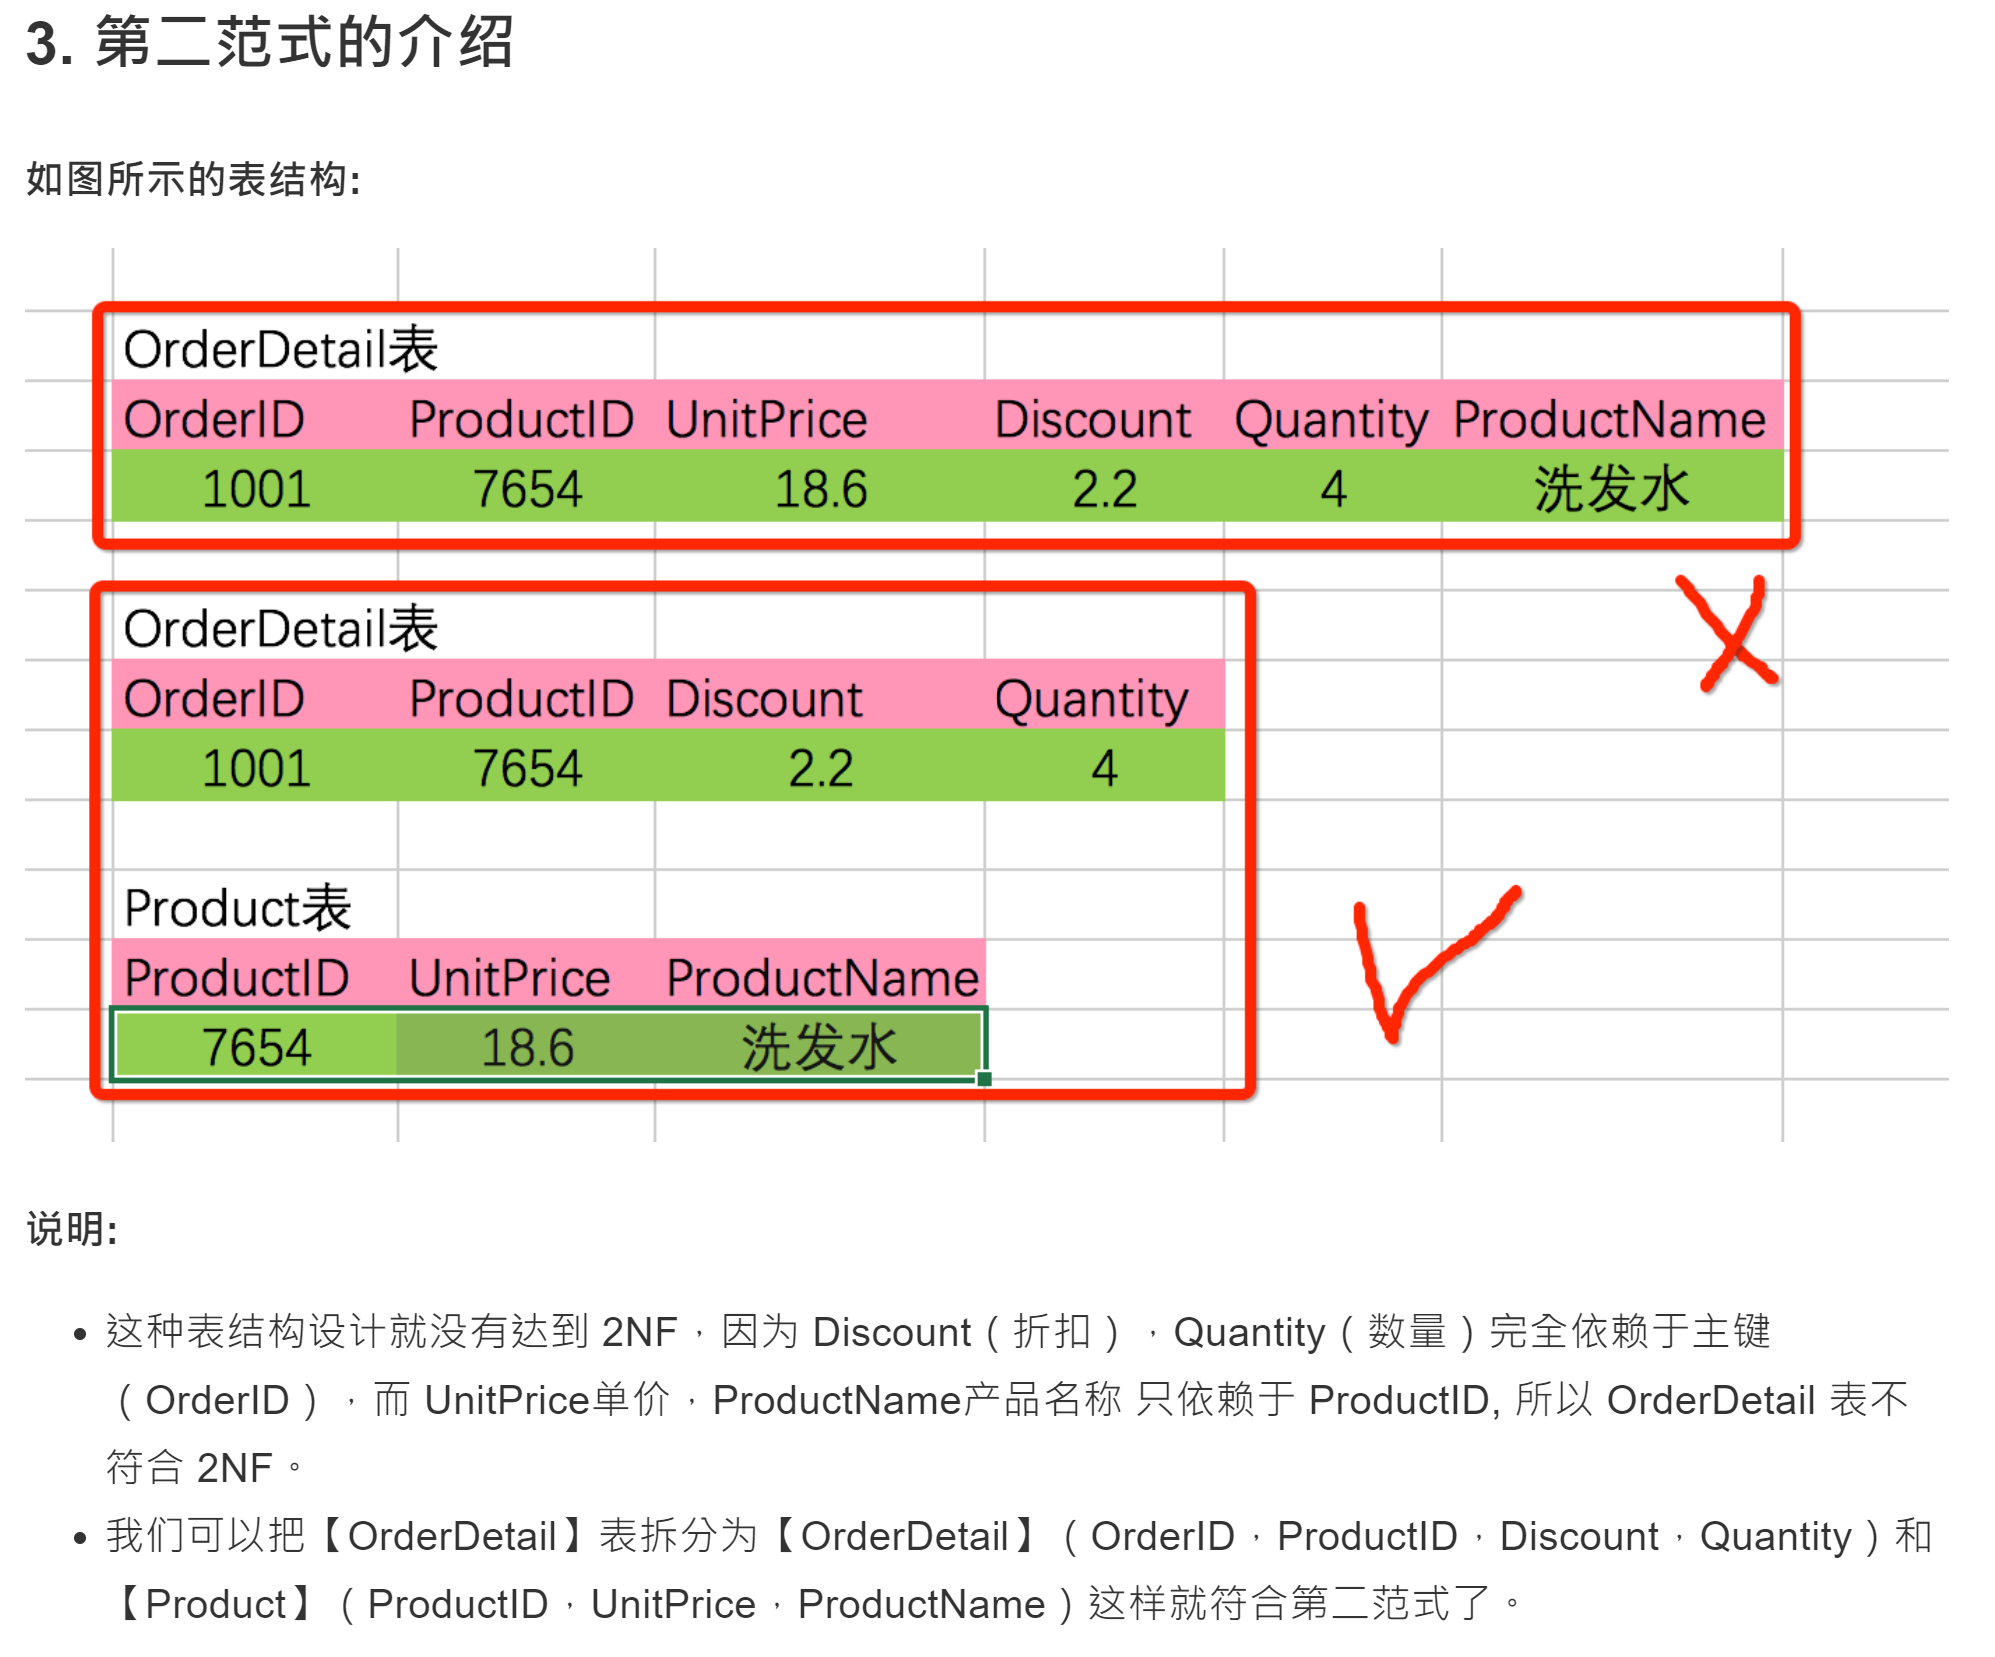 3. 第二范式的介绍
如图所示的表结构:
OrderDetail表
OrderID ProductID UnitPrice Discount Quantity ProductName
1001 7654 18.6 2.2 4 洗发水
OrderDetail表
OrderID ProductID Discount Quantity
1001 7654 2.2 4
Product表
ProductID UnitPrice ProductName
7654 18.6 洗发水
说明:
• 这种表结构设计就没有达到 2NF，因为 Discount（折扣），Quantity（数量）完全依赖于主键
（OrderID），而 UnitPrice单价，ProductName产品名称 只依赖于 ProductID, 所以 OrderDetail 表不
符合 2NF。
• 我们可以把【OrderDetail】表拆分为【OrderDetail】（OrderID，ProductID，Discount，Quantity）和
【Product】（ProductID，UnitPrice，ProductName）这样就符合第二范式了。